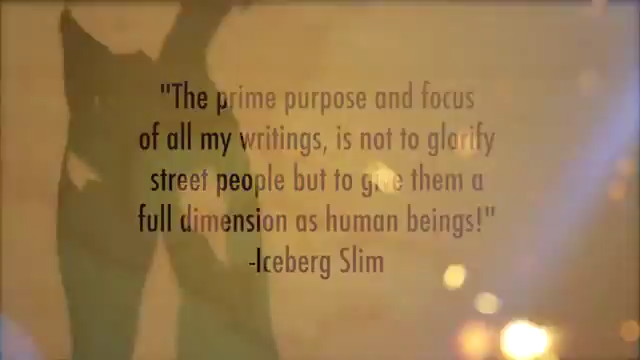 "The prime purpose and focus
of all my writings, is not to glorify
street people but to give them a
full dimension as human beings!"
-Iceberg Slim